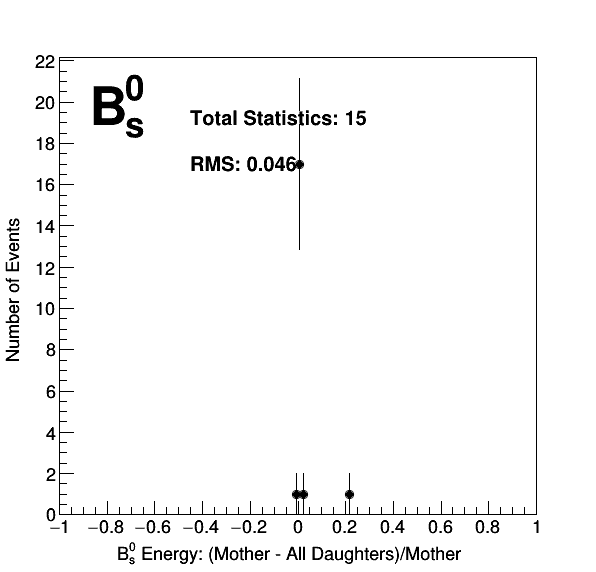 22
20
18
16
14
12
10
8
6
4
2
0
Number of Events
B⁰ₛ
Total Statistics: 15
RMS: 0.046
−1 −0.8 −0.6 −0.4 −0.2 0 0.2 0.4 0.6 0.8 1
B⁰ₛ Energy: (Mother - All Daughters)/Mother